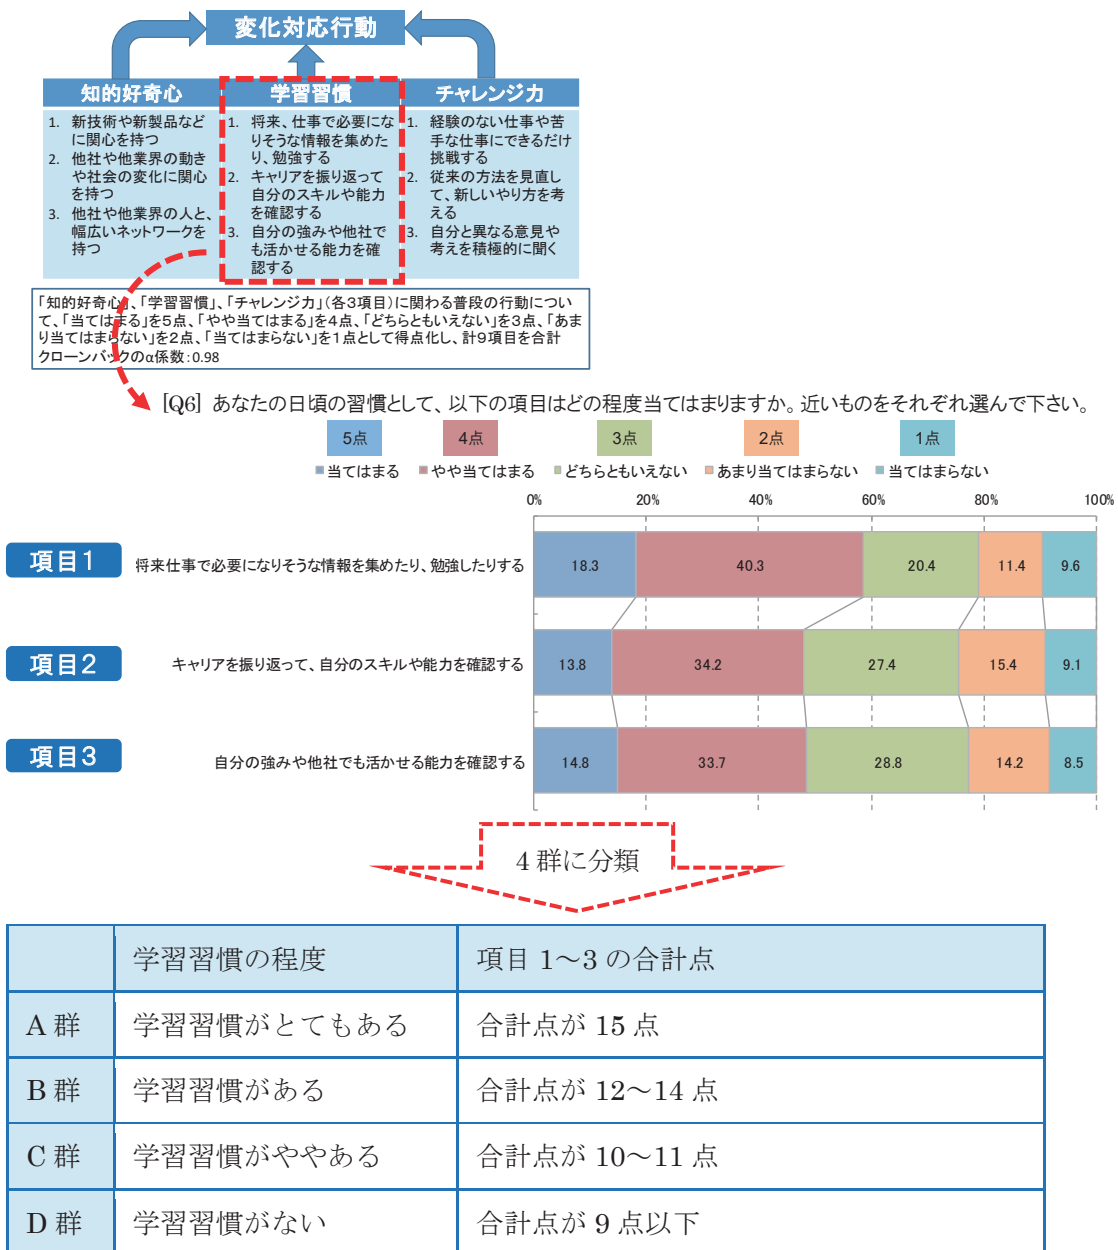 変化対応行動
知的好奇心
1. 新技術や新製品など
に関心を持つ
2. 他社や他業界の動き
や社会の変化に関心
を持つ
3. 他社や他業界の人と、
幅広いネットワークを
持つ
学習習慣
1. 将来、仕事で必要にな
りそうな情報を集めた
り、勉強する
2. キャリアを振り返って
自分のスキルや能力
を確認する
3. 自分の強みや他社で
も活かせる能力を確
認する
チャレンジ力
1. 経験のない仕事や苦
手な仕事にできるだけ
挑戦する
2. 従来の方法を見直し
て、新しいやり方を考
える
3. 自分と異なる意見や
考えを積極的に聞く
「知的好奇心」、「学習習慣」、「チャレンジ力」(各3項目)に関わる普段の行動につい
て、「当てはまる」を5点、「やや当てはまる」を4点、「どちらともいえない」を3点、「あま
り当てはまらない」を2点、「当てはまらない」を1点として得点化し、計9項目を合計
クローンバックのα係数:0.98
[Q6] あなたの日頃の習慣として、以下の項目はどの程度当てはまりますか。近いものをそれぞれ選んで下さい。
5点 4点 3点 2点 1点
当てはまる やや当てはまる どちらともいえない あまり当てはまらない 当てはまらない
0% 20% 40% 60% 80% 100%
項目1 将来仕事で必要になりそうな情報を集めたり、勉強したりする 18.3 40.3 20.4 11.4 9.6
項目2 キャリアを振り返って、自分のスキルや能力を確認する 13.8 34.2 27.4 15.4 9.1
項目3 自分の強みや他社でも活かせる能力を確認する 14.8 33.7 28.8 14.2 8.5
4群に分類
学習習慣の程度 項目 1~3 の合計点
A 群 学習習慣がとてもある 合計点が 15 点
B 群 学習習慣がある 合計点が 12~14 点
C 群 学習習慣がややある 合計点が 10~11 点
D 群 学習習慣がない 合計点が 9 点以下